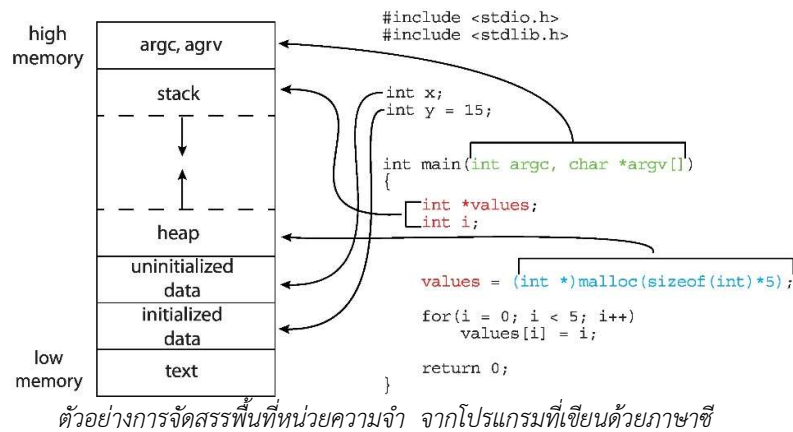 high
memory
argc, agrv
stack
heap
uninitialized
data
initialized
data
low
memory
text
#include <stdio.h>
#include <stdlib.h>
int x;
int y = 15;
int main(int argc, char *argv[])
{
int *values;
int i;
values = (int *)malloc(sizeof(int)*5);
for(i = 0; i < 5; i++)
values[i] = i;
return 0;
}
ตัวอย่างการจัดสรรพื้นที่หน่วยความจำ จากโปรแกรมที่เขียนด้วยภาษาซี